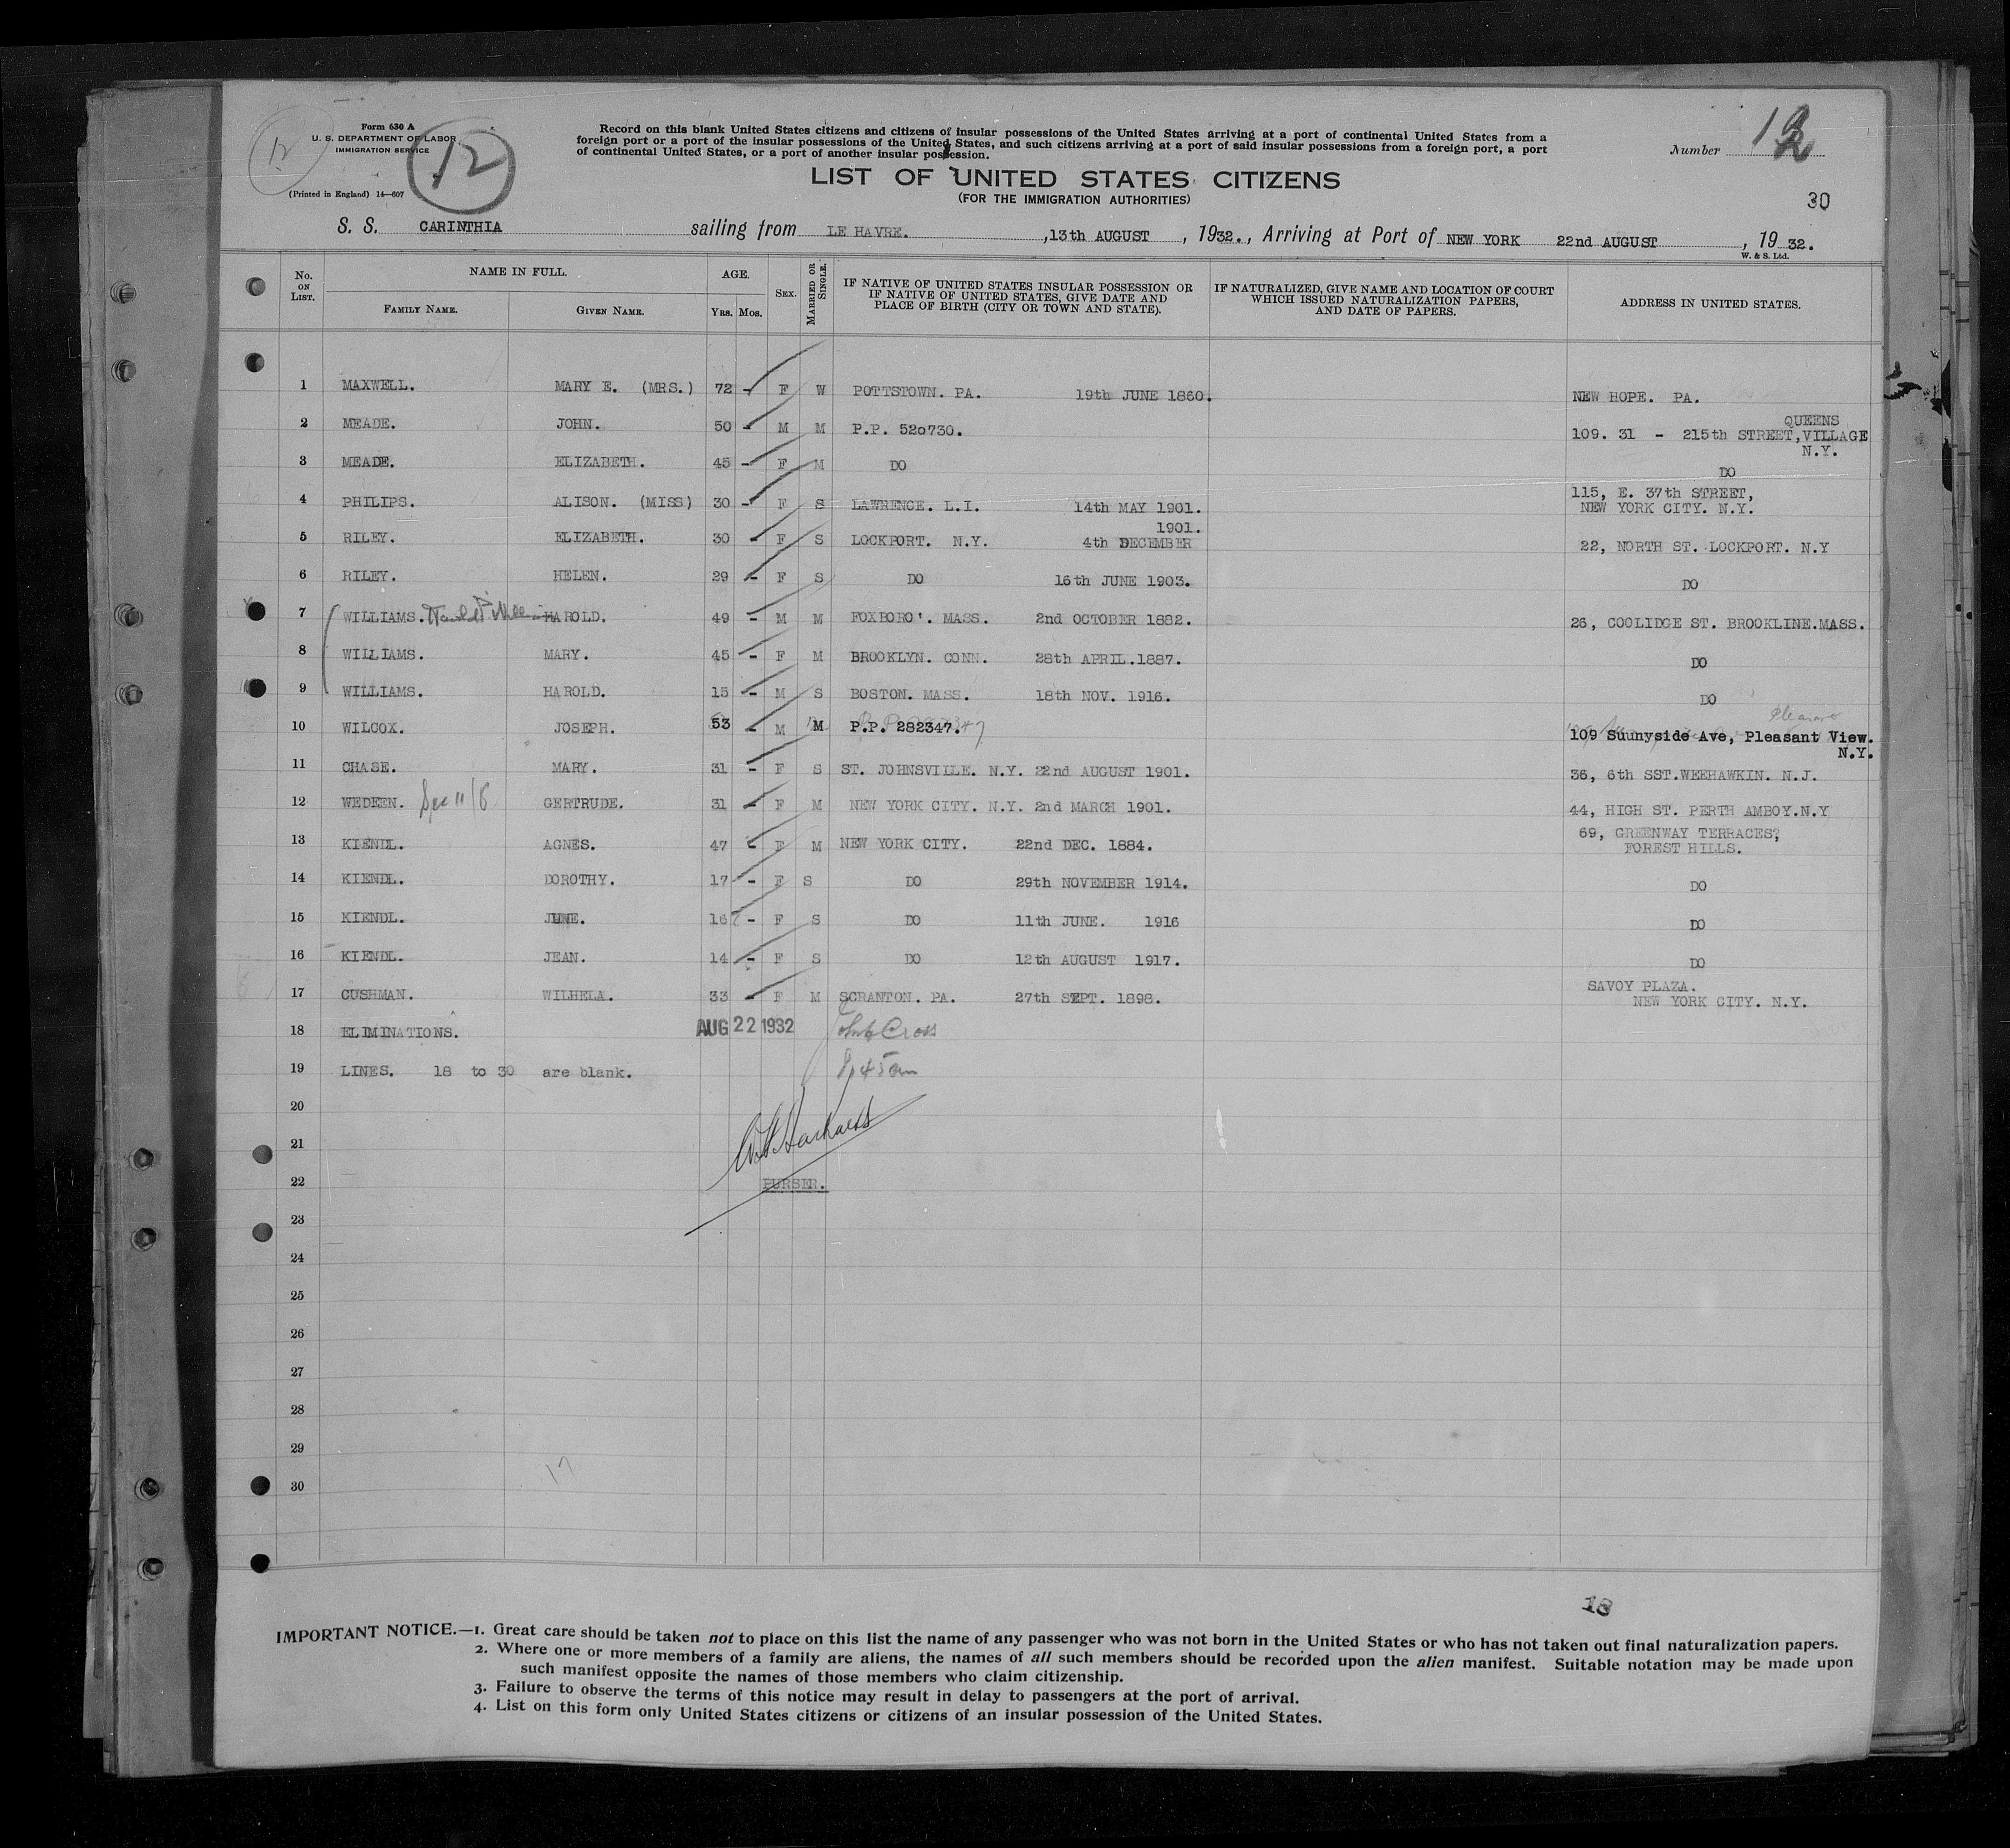 Form 630 A
U. S. DEPARTMENT OF LABOR
IMMIGRATION SERVICE
(Printed in England) 14—607
12
12
Record on this blank United States citizens and citizens of insular possessions of the United States arriving at a port of continental United States from a
foreign port or a port of the insular possessions of the United States, and such citizens arriving at a port of said insular possessions from a foreign port, a port
of continental United States, or a port of another insular possession.
Number 12
LIST OF UNITED STATES CITIZENS
(FOR THE IMMIGRATION AUTHORITIES)
30
S. S. CARINTHIA sailing from LE HAVRE. ,13th AUGUST , 1932. , Arriving at Port of NEW YORK 22nd AUGUST , 19 32.
W. & S. Ltd.
No. ON LIST. NAME IN FULL. AGE. SEX. MARRIED OR SINGLE. IF NATIVE OF UNITED STATES INSULAR POSSESSION OR IF NATIVE OF UNITED STATES, GIVE DATE AND PLACE OF BIRTH (CITY OR TOWN AND STATE). IF NATURALIZED, GIVE NAME AND LOCATION OF COURT WHICH ISSUED NATURALIZATION PAPERS, AND DATE OF PAPERS. ADDRESS IN UNITED STATES.
FAMILY NAME. GIVEN NAME. YRS. MOS.
1 MAXWELL. MARY E. (MRS.) 72 - F W POTTSTOWN. PA. 19th JUNE 1860. NEW HOPE. PA.
2 MEADE. JOHN. 50 - M M P.P. 520730. 109. 31 - 215th STREET, QUEENS VILLAGE N.Y.
3 MEADE. ELIZABETH. 45 - F M DO DO
4 PHILIPS. ALISON. (MISS) 30 - F S LAWRENCE. L.I. 14th MAY 1901. 115, E. 37th STREET, NEW YORK CITY. N.Y.
5 RILEY. ELIZABETH. 30 - F S LOCKPORT. N.Y. 4th DECEMBER 1901. 22, NORTH ST. LOCKPORT. N.Y
6 RILEY. HELEN. 29 - F S DO 16th JUNE 1903. DO
7 WILLIAMS. HAROLD. 49 - M M FOXBORO'. MASS. 2nd OCTOBER 1882. 26, COOLIDGE ST. BROOKLINE.MASS.
8 WILLIAMS. MARY. 45 - F M BROOKLYN. CONN. 28th APRIL.1887. DO
9 WILLIAMS. HAROLD. 15 - M S BOSTON. MASS. 18th NOV. 1916. DO
10 WILCOX. JOSEPH. 53 - M M P.P. 282347. 109 Suunyside Ave, Pleasant View. N.Y.
11 CHASE. MARY. 31 - F S ST. JOHNSVILLE. N.Y. 22nd AUGUST 1901. 36, 6th SST.WEEHAWKIN. N.J.
12 WEDEEN. GERTRUDE. 31 - F M NEW YORK CITY. N.Y. 2nd MARCH 1901. 44, HIGH ST. PERTH AMBOY.N.Y
13 KIENDL. AGNES. 47 - F M NEW YORK CITY. 22nd DEC. 1884. 69, GREENWAY TERRACES, FOREST HILLS.
14 KIENDL. DOROTHY. 17 - F S DO 29th NOVEMBER 1914. DO
15 KIENDL. JUNE. 16 - F S DO 11th JUNE. 1916 DO
16 KIENDL. JEAN. 14 - F S DO 12th AUGUST 1917. DO
17 CUSHMAN. WILHELA. 33 - F M SCRANTON. PA. 27th SEPT. 1898. SAVOY PLAZA. NEW YORK CITY. N.Y.
18 ELIMINATIONS. AUG 22 1932 Cross
19 LINES. 18 to 30 are blank. 845am
20
21
22 PURSER.
23
24
25
26
27
28
29
17
30
18
IMPORTANT NOTICE.—1. Great care should be taken not to place on this list the name of any passenger who was not born in the United States or who has not taken out final naturalization papers.
2. Where one or more members of a family are aliens, the names of all such members should be recorded upon the alien manifest. Suitable notation may be made upon
such manifest opposite the names of those members who claim citizenship.
3. Failure to observe the terms of this notice may result in delay to passengers at the port of arrival.
4. List on this form only United States citizens or citizens of an insular possession of the United States.